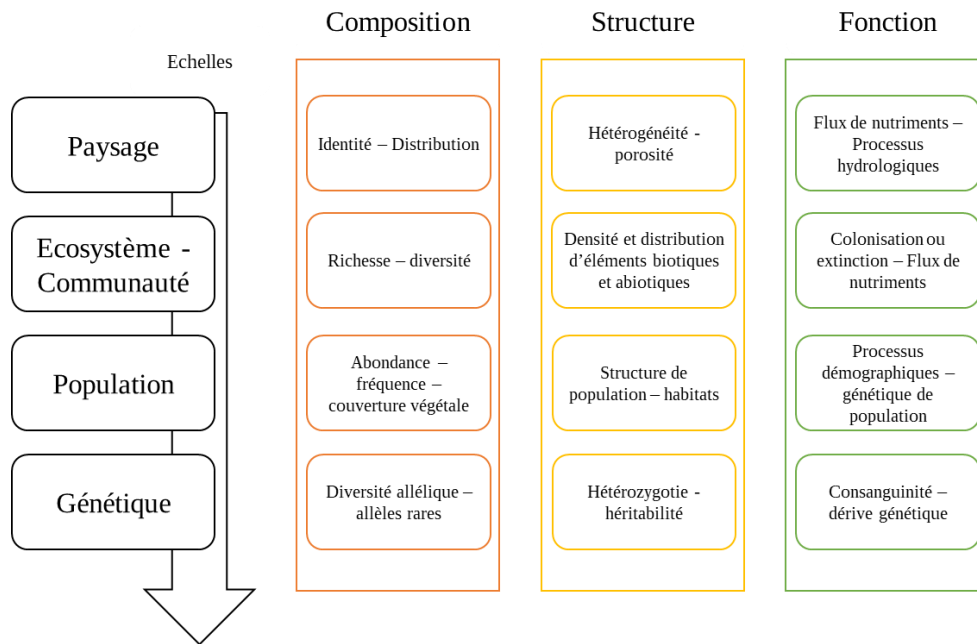 Composition
Structure
Fonction
Echelles
Paysage
Identité – Distribution
Hétérogénéité -
porosité
Flux de nutriments –
Processus
hydrologiques
Ecosystème -
Communauté
Richesse – diversité
Densité et distribution
d’éléments biotiques
et abiotiques
Colonisation ou
extinction – Flux de
nutriments
Population
Abondance –
fréquence –
couverture végétale
Structure de
population – habitats
Processus
démographiques –
génétique de
population
Génétique
Diversité allélique –
allèles rares
Hétérozygotie -
héritabilité
Consanguinité –
dérive génétique